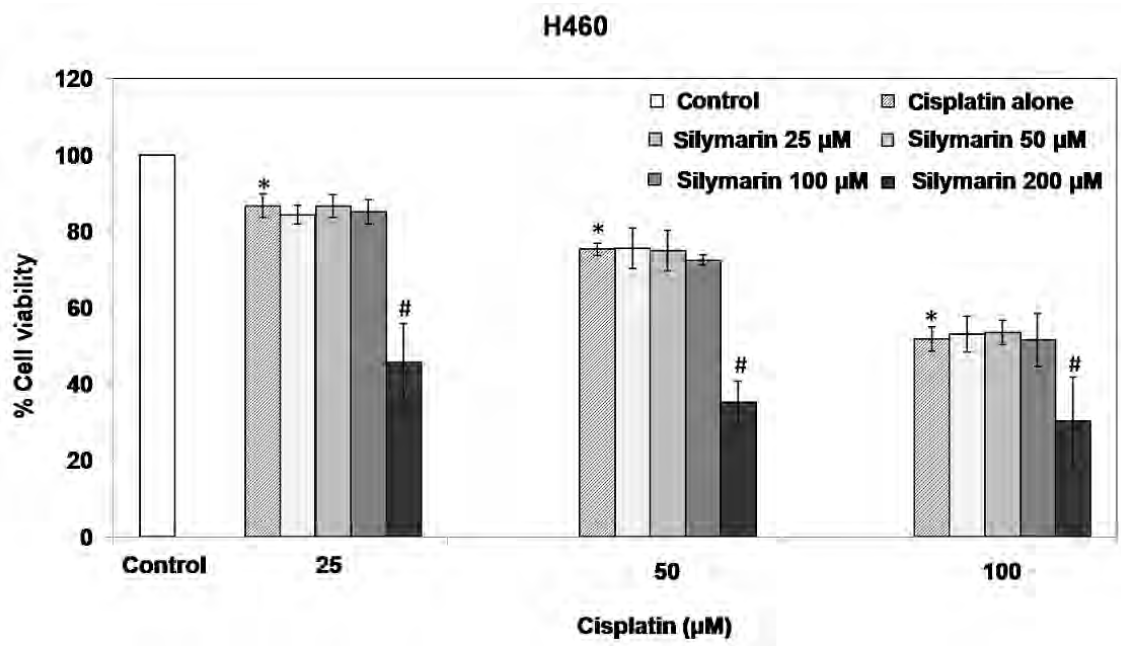 H460
120
100
80
60
40
20
0
% Cell viability
Control
Cisplatin alone
Silymarin 25 µM
Silymarin 50 µM
Silymarin 100 µM
Silymarin 200 µM
*
#
*
#
*
#
Control
25
50
100
Cisplatin (µM)